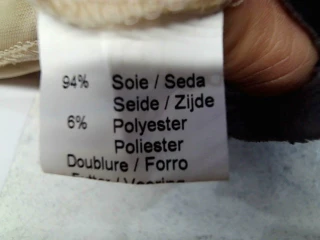 94% Soie / Seda
Seide / Zijde
6% Polyester
Poliester
Doublure / Forro